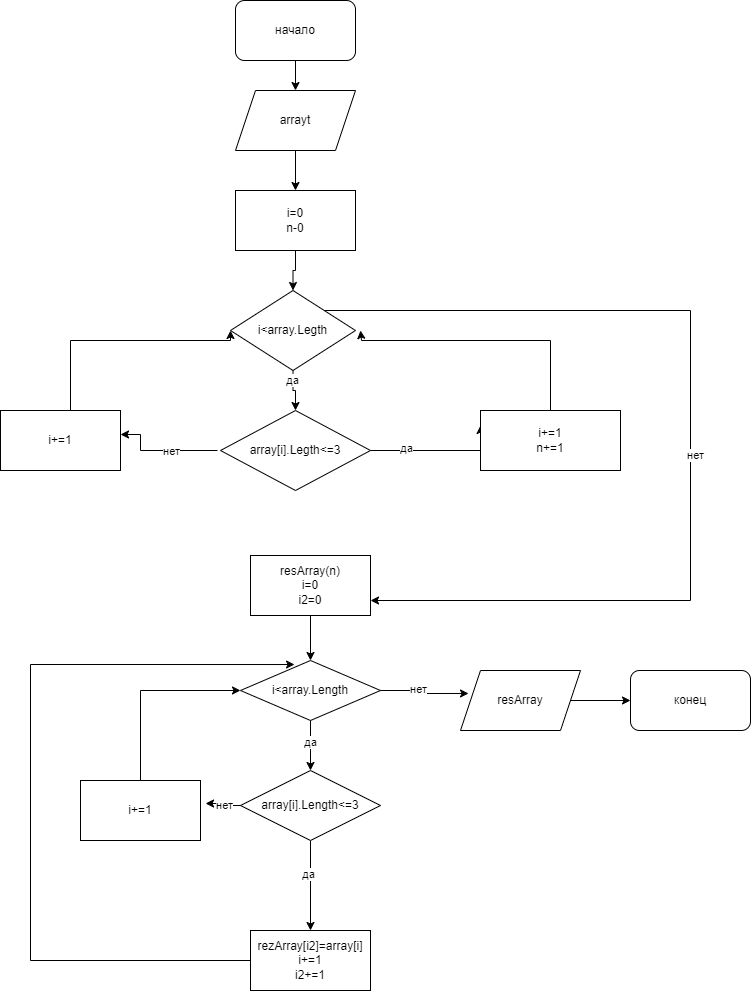 начало
arrayt
i=0
n-0
i<array.Legth
да
i+=1
нет
array[i].Legth<=3
да
i+=1
n+=1
нет
resArray(n)
i=0
i2=0
i<array.Length
нет
resArray
конец
да
i+=1
нет
array[i].Length<=3
да
rezArray[i2]=array[i]
i+=1
i2+=1